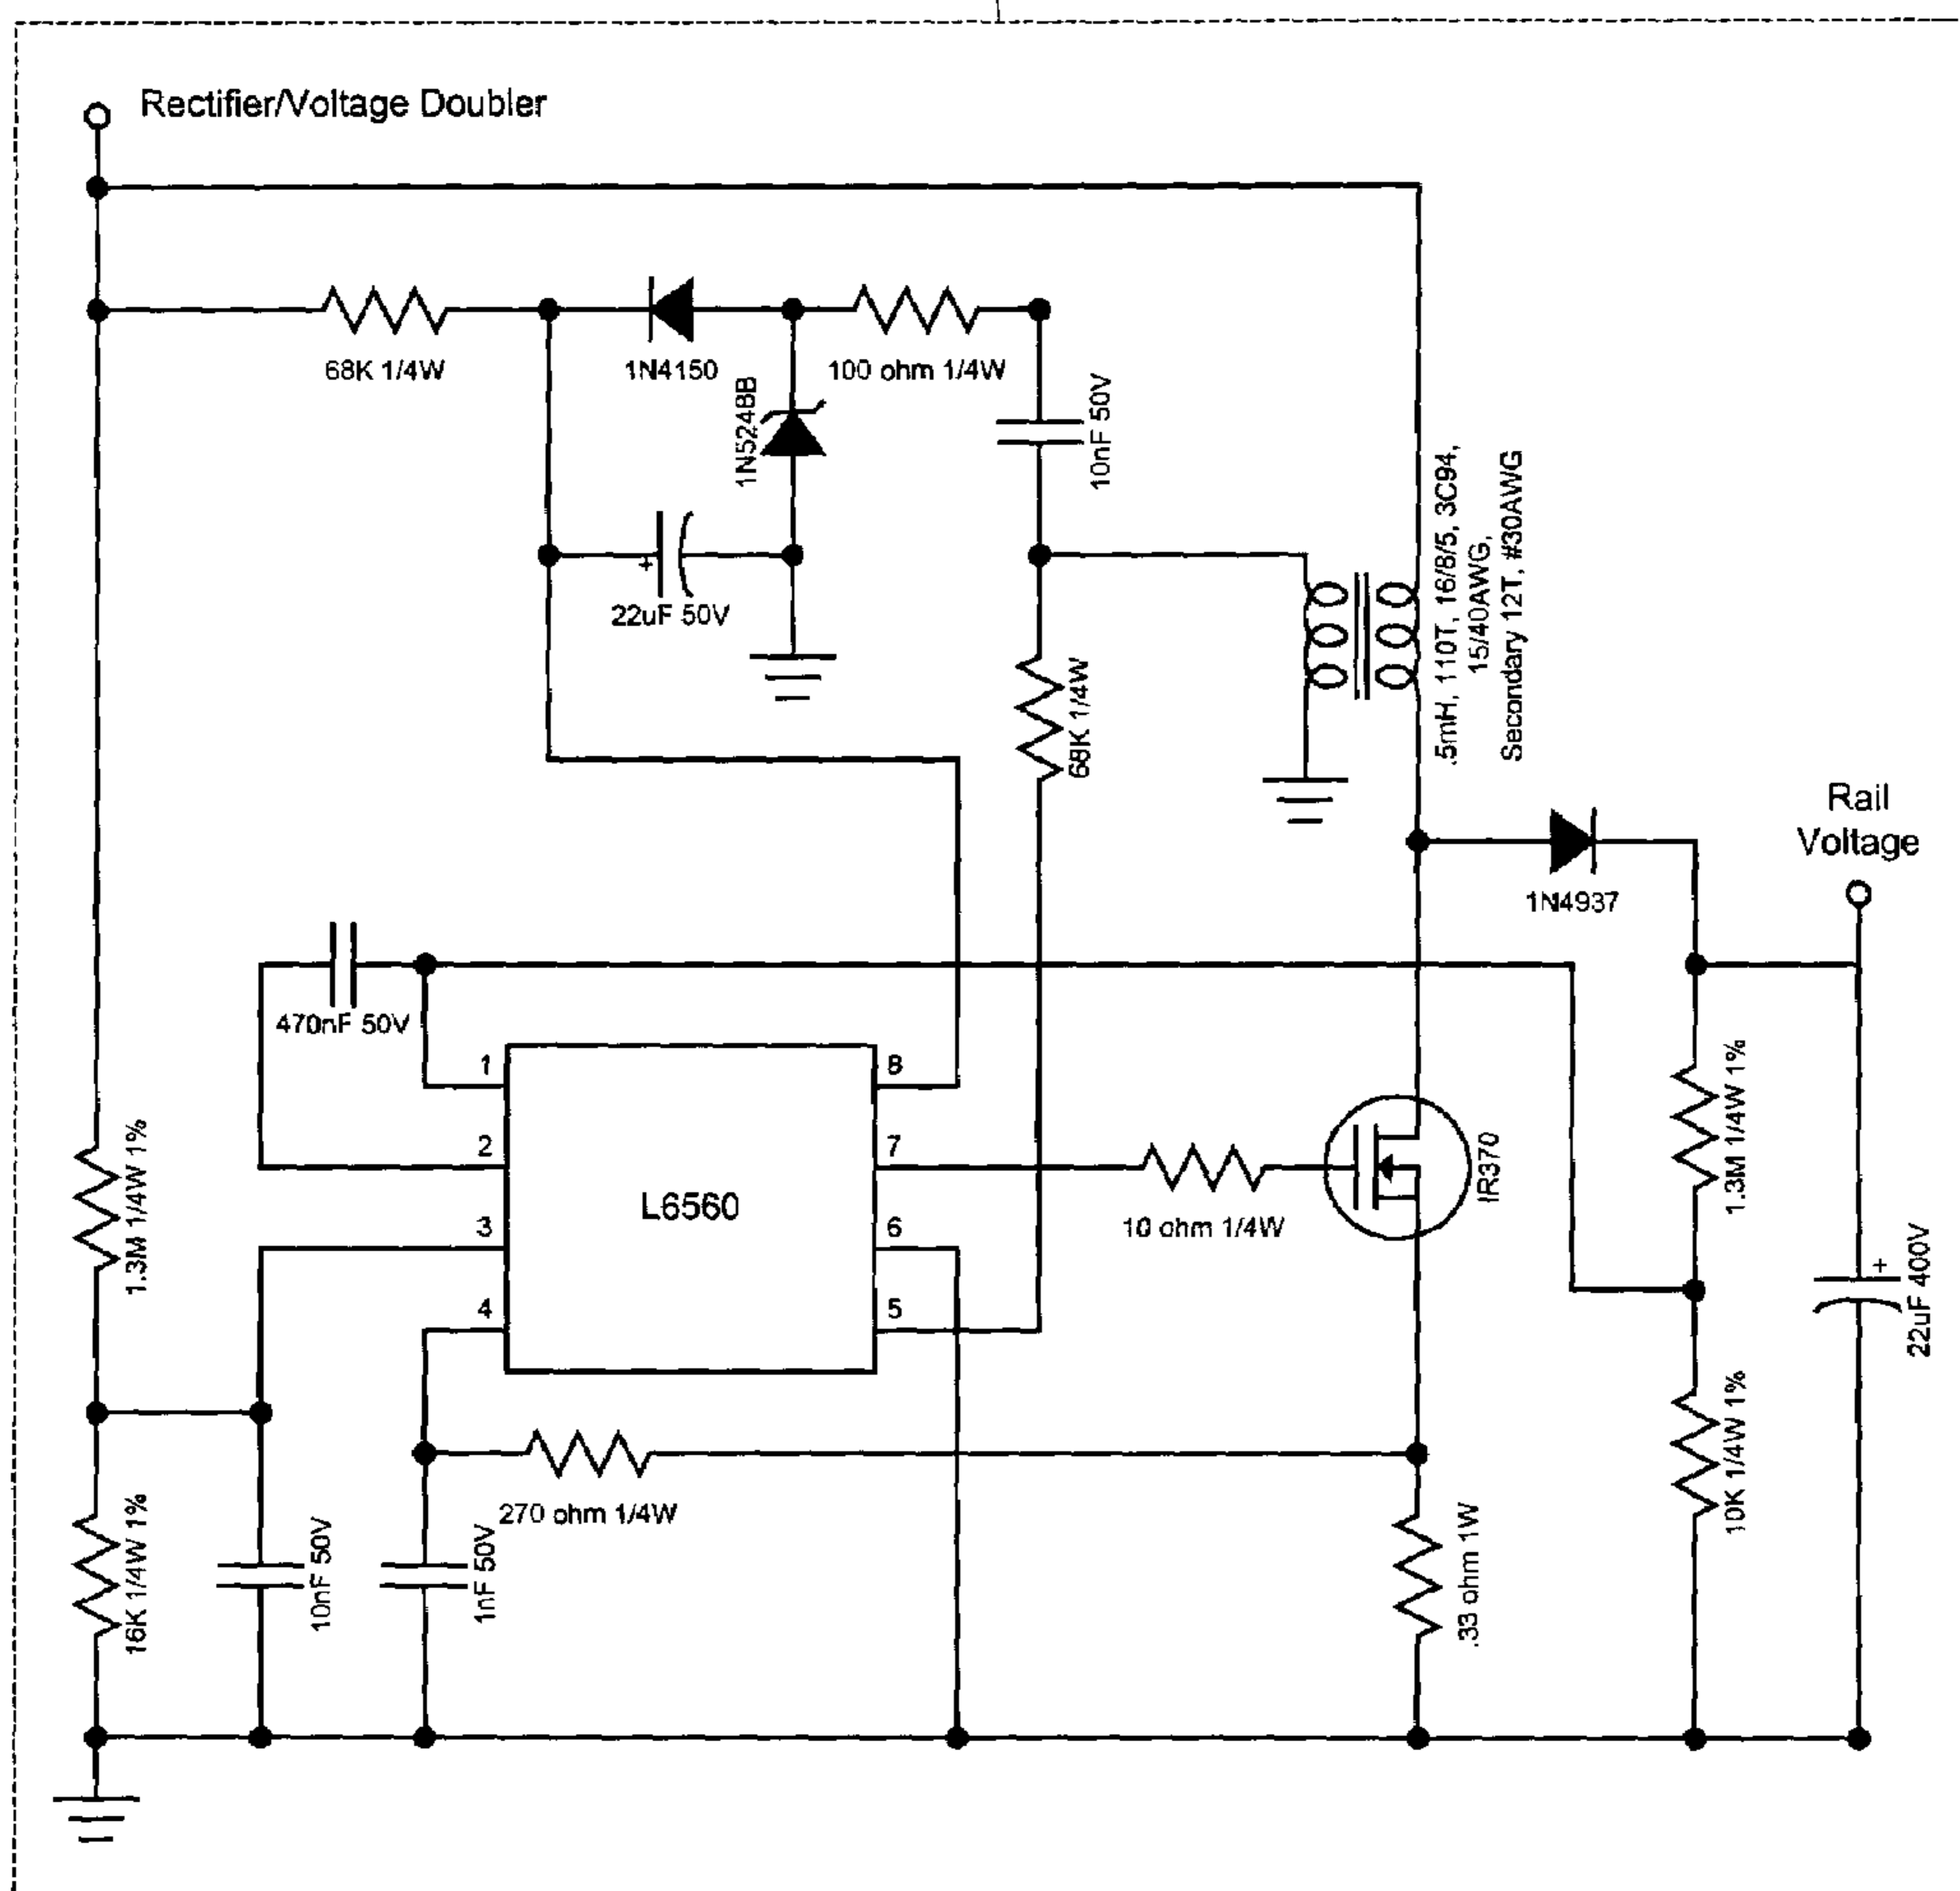 Rectifier/Voltage Doubler
68K 1/4W
1N4150
100 ohm 1/4W
1N5248B
10nF 50V
22uF 50V
68K 1/4W
.5mH, 110T, 16/8/5, 3C94,
15/40AWG,
Secondary 12T, #30AWG
Rail
Voltage
1N4937
470nF 50V
1
2
3
4
L6560
8
7
6
5
10 ohm 1/4W
IR370
1.3M 1/4W 1%
1.3M 1/4W 1%
+
22uF 400V
+
270 ohm 1/4W
16K 1/4W 1%
10nF 50V
1nF 50V
.33 ohm 1W
10K 1/4W 1%